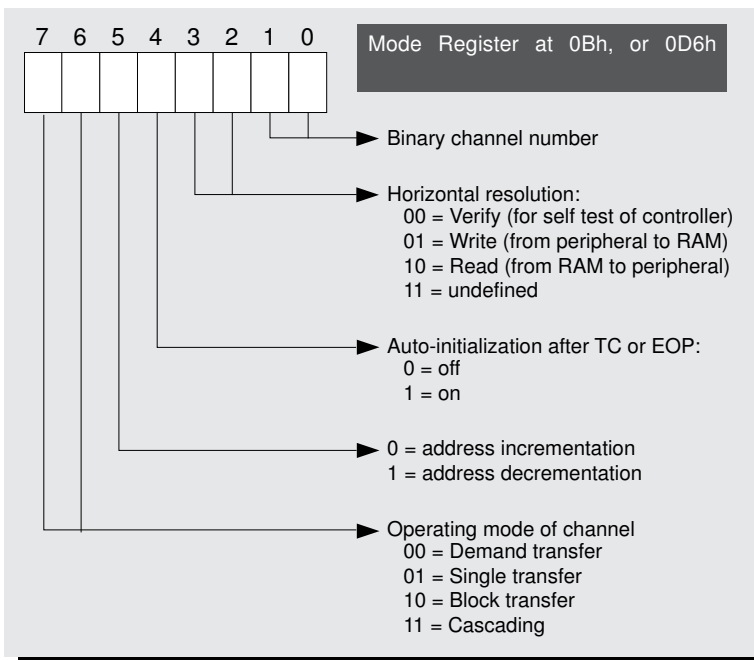 7 6 5 4 3 2 1 0
Mode Register at 0Bh, or 0D6h
Binary channel number
Horizontal resolution:
00 = Verify (for self test of controller)
01 = Write (from peripheral to RAM)
10 = Read (from RAM to peripheral)
11 = undefined
Auto-initialization after TC or EOP:
0 = off
1 = on
0 = address incrementation
1 = address decrementation
Operating mode of channel
00 = Demand transfer
01 = Single transfer
10 = Block transfer
11 = Cascading